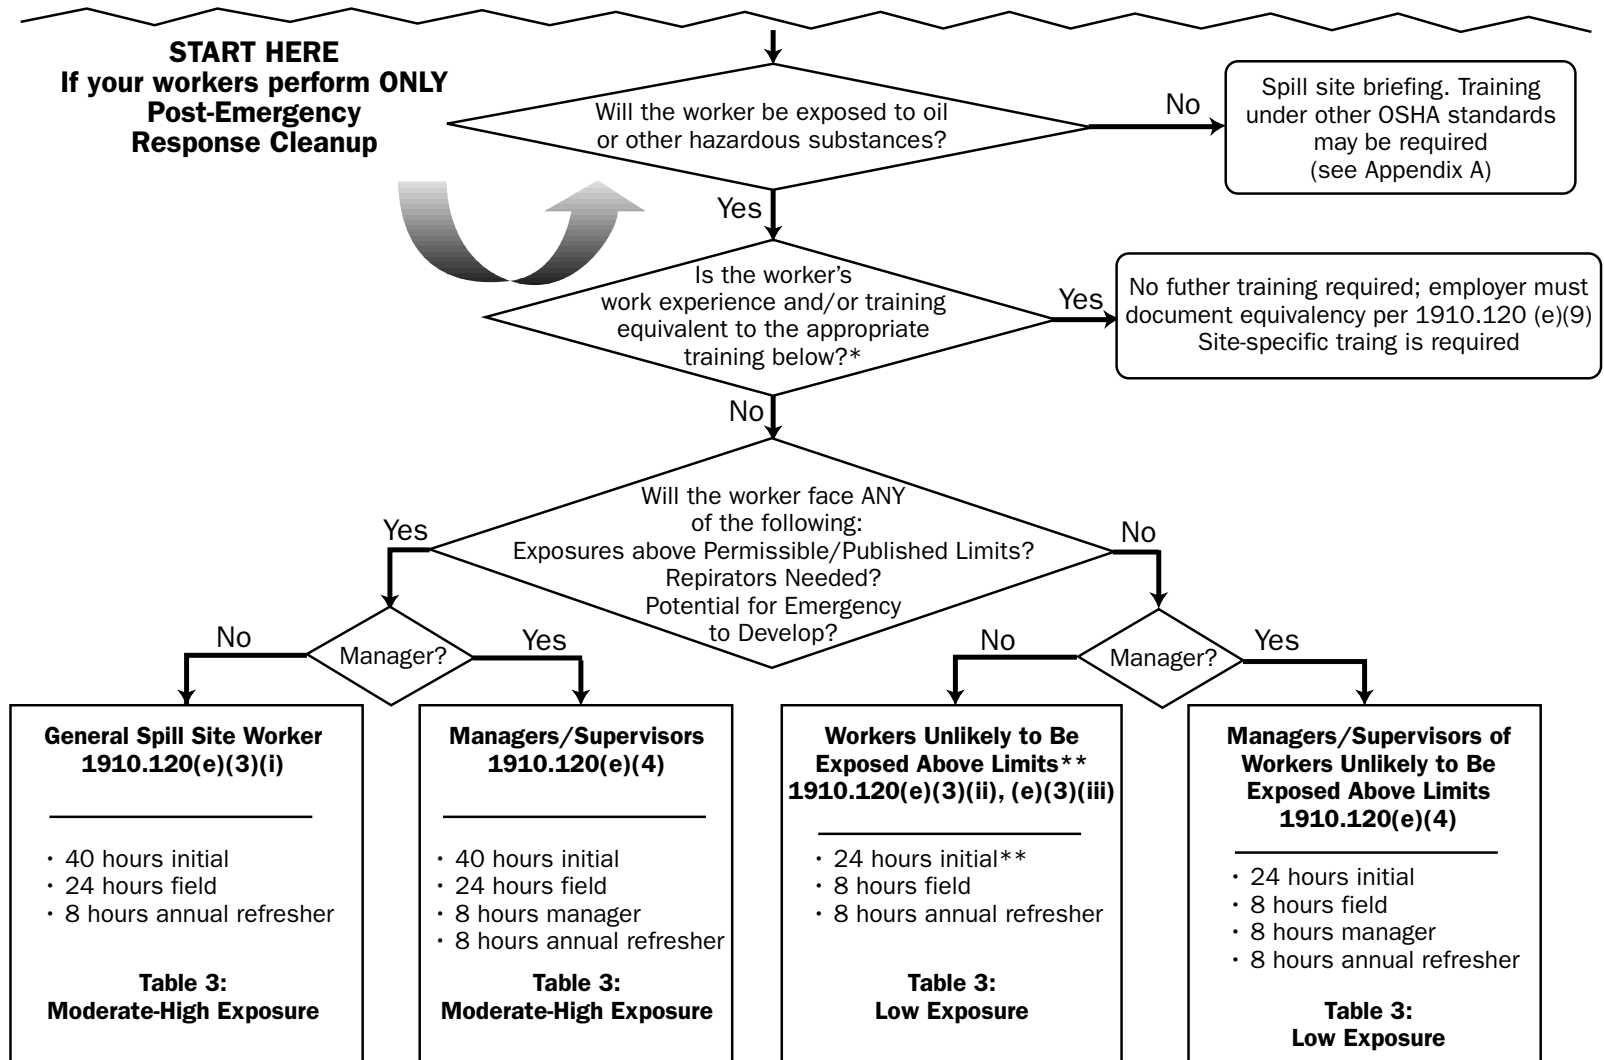 START HERE
If your workers perform ONLY
Post-Emergency
Response Cleanup
Will the worker be exposed to oil
or other hazardous substances?
No
Spill site briefing. Training
under other OSHA standards
may be required
(see Appendix A)
Yes
Is the worker's
work experience and/or training
equivalent to the appropriate
training below?*
Yes
No futher training required; employer must
document equivalency per 1910.120 (e)(9)
Site-specific traing is required
No
Will the worker face ANY
of the following:
Exposures above Permissible/Published Limits?
Repirators Needed?
Potential for Emergency
to Develop?
Yes
No
Manager?
No
Yes
Manager?
No
Yes
General Spill Site Worker
1910.120(e)(3)(i)
· 40 hours initial
· 24 hours field
· 8 hours annual refresher
Table 3:
Moderate-High Exposure
Managers/Supervisors
1910.120(e)(4)
· 40 hours initial
· 24 hours field
· 8 hours manager
· 8 hours annual refresher
Table 3:
Moderate-High Exposure
Workers Unlikely to Be
Exposed Above Limits**
1910.120(e)(3)(ii), (e)(3)(iii)
· 24 hours initial**
· 8 hours field
· 8 hours annual refresher
Table 3:
Low Exposure
Managers/Supervisors of
Workers Unlikely to Be
Exposed Above Limits
1910.120(e)(4)
· 24 hours initial
· 8 hours field
· 8 hours manager
· 8 hours annual refresher
Table 3:
Low Exposure